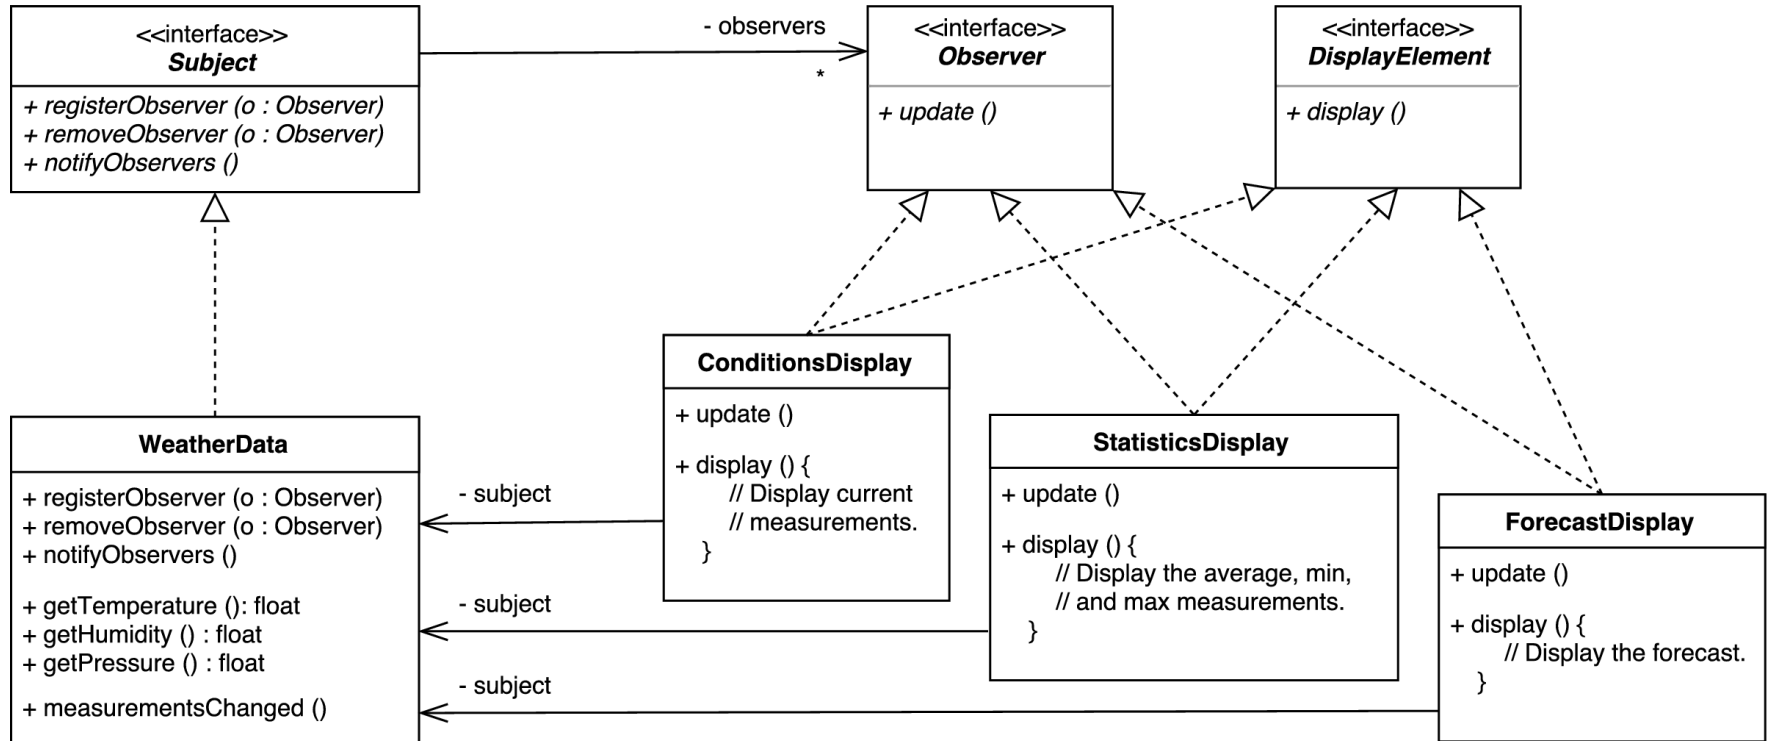 <<interface>>
Subject
+ registerObserver (o : Observer)
+ removeObserver (o : Observer)
+ notifyObservers ()
- observers
*
<<interface>>
Observer
+ update ()
<<interface>>
DisplayElement
+ display ()
WeatherData
+ registerObserver (o : Observer)
+ removeObserver (o : Observer)
+ notifyObservers ()
+ getTemperature (): float
+ getHumidity () : float
+ getPressure () : float
+ measurementsChanged ()
- subject
- subject
- subject
ConditionsDisplay
+ update ()
+ display () {
// Display current
// measurements.
}
StatisticsDisplay
+ update ()
+ display () {
// Display the average, min,
// and max measurements.
}
ForecastDisplay
+ update ()
+ display () {
// Display the forecast.
}